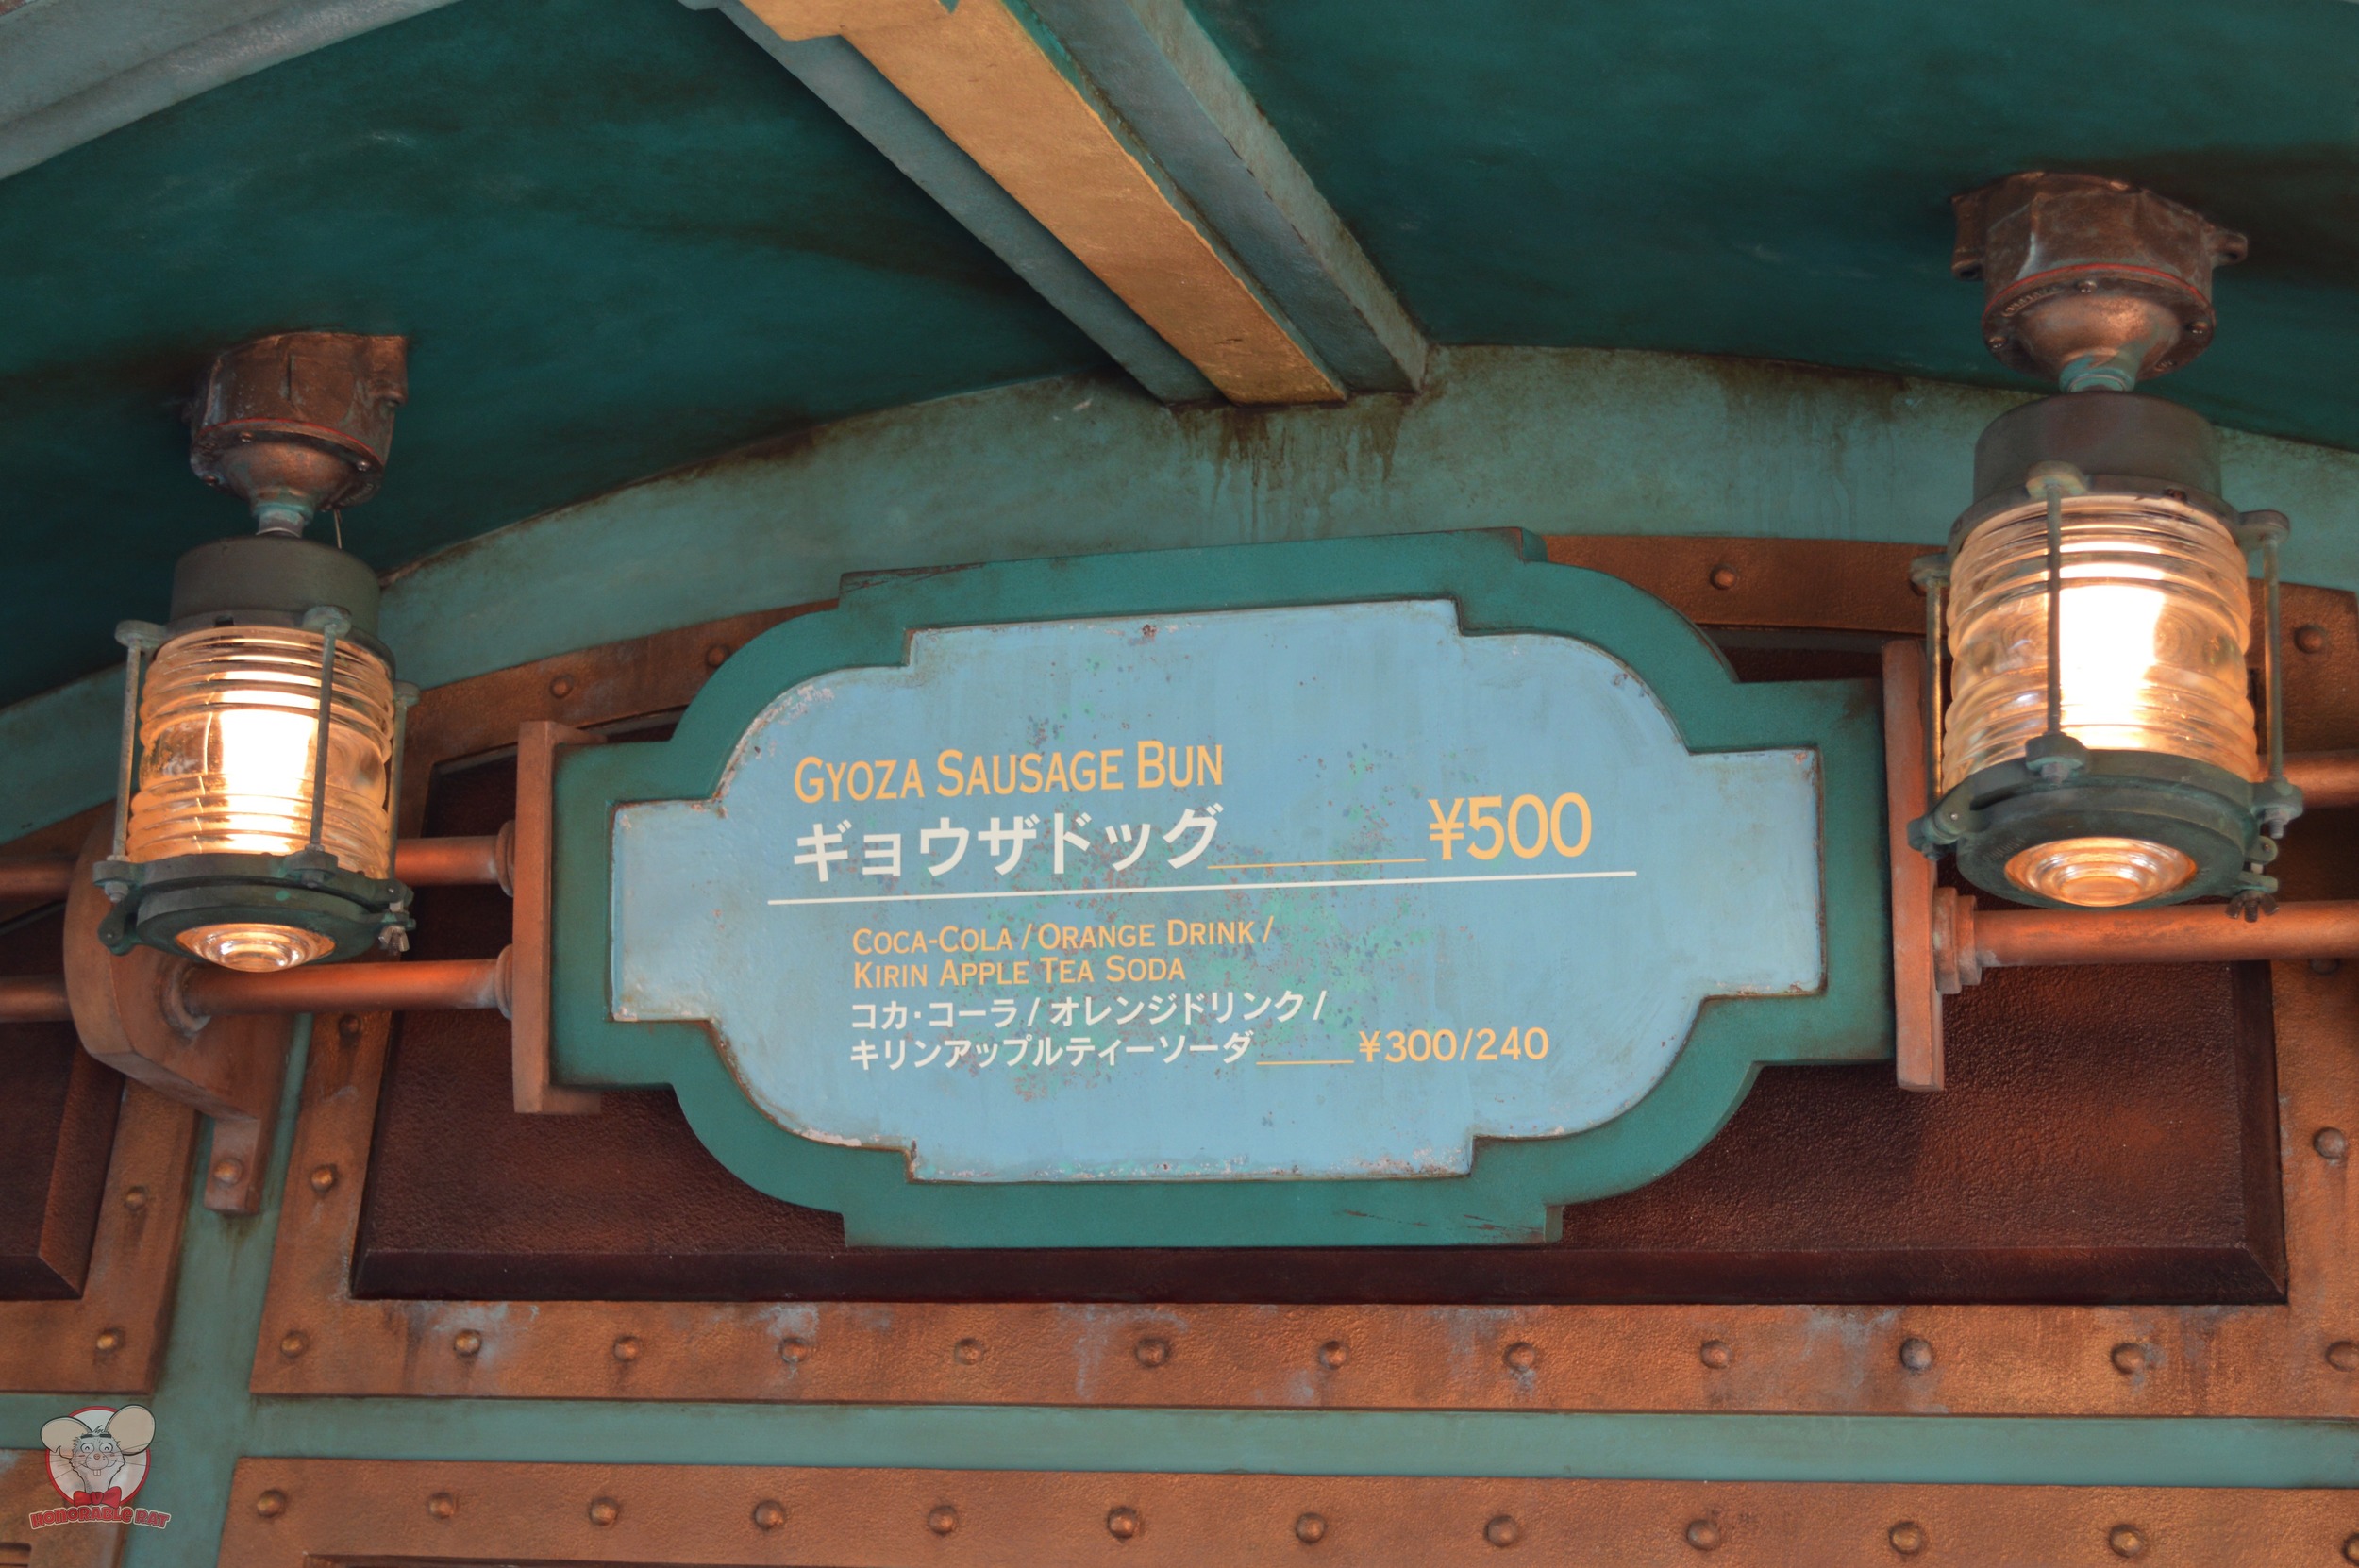 GYOZA SAUSAGE BUN
ギョウザドッグ ¥500
COCA-COLA / ORANGE DRINK /
KIRIN APPLE TEA SODA
コカ・コーラ / オレンジドリンク /
キリンアップルティーソーダ ¥300/240
HONORABLE RAT